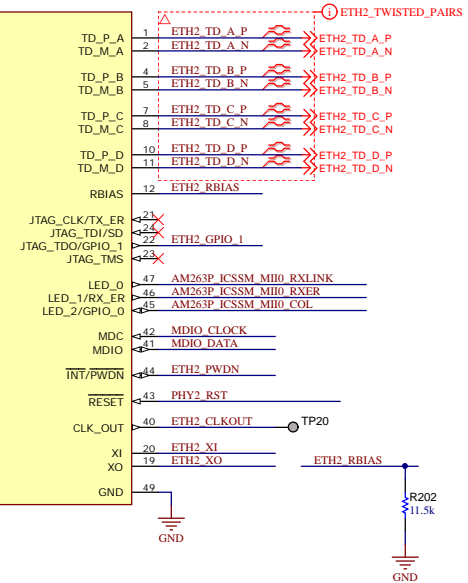 ETH2_TWISTED_PAIRS
TD_P_A 1 ETH2_TD_A_P ETH2_TD_A_P
TD_M_A 2 ETH2_TD_A_N ETH2_TD_A_N
TD_P_B 4 ETH2_TD_B_P ETH2_TD_B_P
TD_M_B 5 ETH2_TD_B_N ETH2_TD_B_N
TD_P_C 7 ETH2_TD_C_P ETH2_TD_C_P
TD_M_C 8 ETH2_TD_C_N ETH2_TD_C_N
TD_P_D 10 ETH2_TD_D_P ETH2_TD_D_P
TD_M_D 11 ETH2_TD_D_N ETH2_TD_D_N
RBIAS 12 ETH2_RBIAS
JTAG_CLK/TX_ER 21
JTAG_TDI/SD 24
JTAG_TDO/GPIO_1 22 ETH2_GPIO_1
JTAG_TMS 23
LED_0 47 AM263P_ICSSM_MII0_RXLINK
LED_1/RX_ER 46 AM263P_ICSSM_MII0_RXER
LED_2/GPIO_0 45 AM263P_ICSSM_MII0_COL
MDC 42 MDIO_CLOCK
MDIO 41 MDIO_DATA
INT/PWDN 44 ETH2_PWDN
RESET 43 PHY2_RST
CLK_OUT 40 ETH2_CLKOUT TP20
XI 20 ETH2_XI
XO 19 ETH2_XO ETH2_RBIAS
GND 49
R202
11.5k
GND
GND